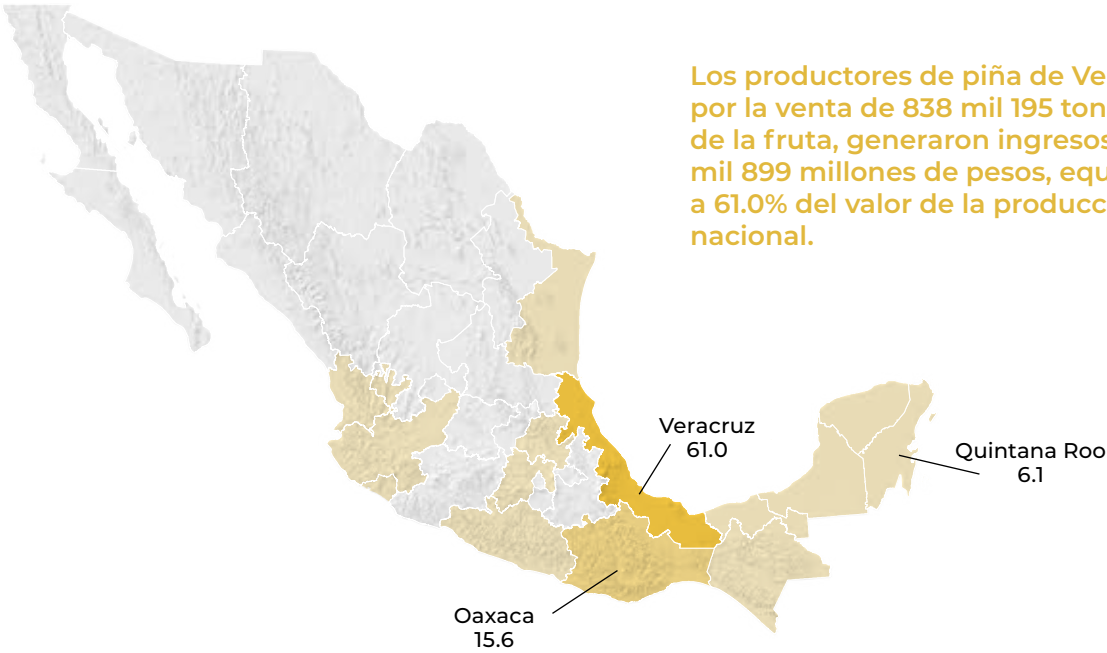 Los productores de piña de Ve
por la venta de 838 mil 195 ton
de la fruta, generaron ingresos
mil 899 millones de pesos, equ
a 61.0% del valor de la producc
nacional.
Veracruz
61.0
Quintana Roo
6.1
Oaxaca
15.6